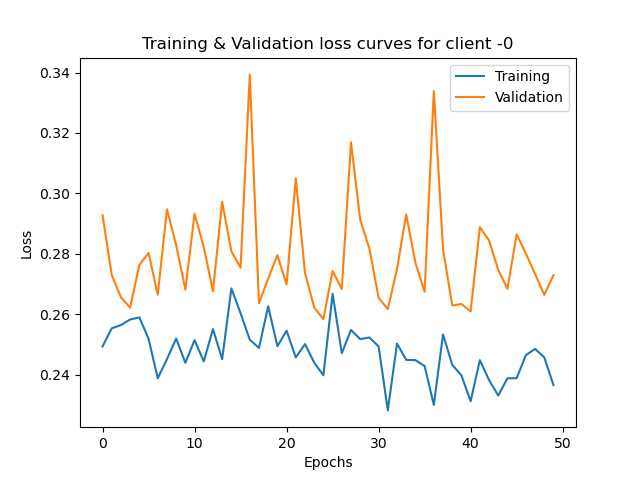 Training & Validation loss curves for client -0
Training
Validation
0.34
0.32
0.30
0.28
0.26
0.24
Loss
0 10 20 30 40 50
Epochs